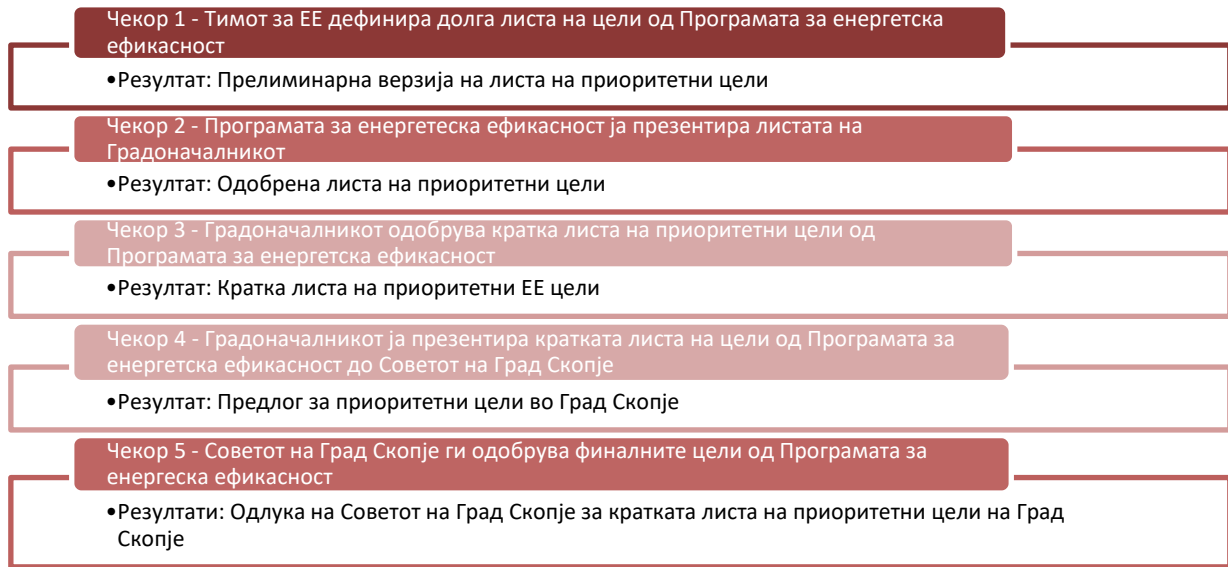 Чекор 1 - Тимот за ЕЕ дефинира долга листа на цели од Програмата за енергетска
ефикасност
•Резултат: Прелиминарна верзија на листа на приоритетни цели
Чекор 2 - Програмата за енергетеска ефикасност ја презентира листата на
Градоначалникот
•Резултат: Одобрена листа на приоритетни цели
Чекор 3 - Градоначалникот одобрува кратка листа на приоритетни цели од
Програмата за енергетска ефикасност
•Резултат: Кратка листа на приоритетни ЕЕ цели
Чекор 4 - Градоначалникот ја презентира кратката листа на цели од Програмата за
енергетска ефикасност до Советот на Град Скопје
•Резултат: Предлог за приоритетни цели во Град Скопје
Чекор 5 - Советот на Град Скопје ги одобрува финалните цели од Програмата за
енергеска ефикасност
•Резултати: Одлука на Советот на Град Скопје за кратката листа на приоритетни цели на Град
Скопје